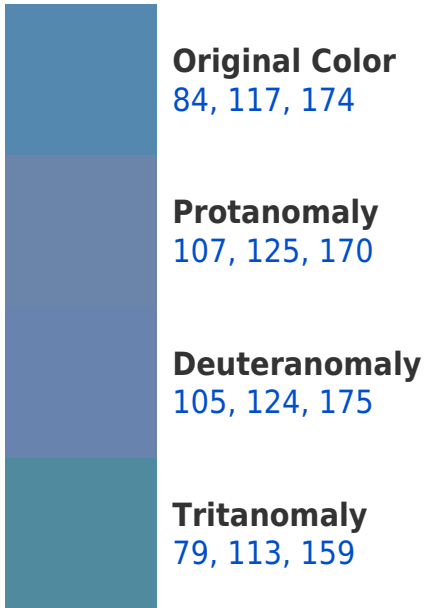 Original Color
84, 117, 174
Protanomaly
107, 125, 170
Deuteranomaly
105, 124, 175
Tritanomaly
79, 113, 159